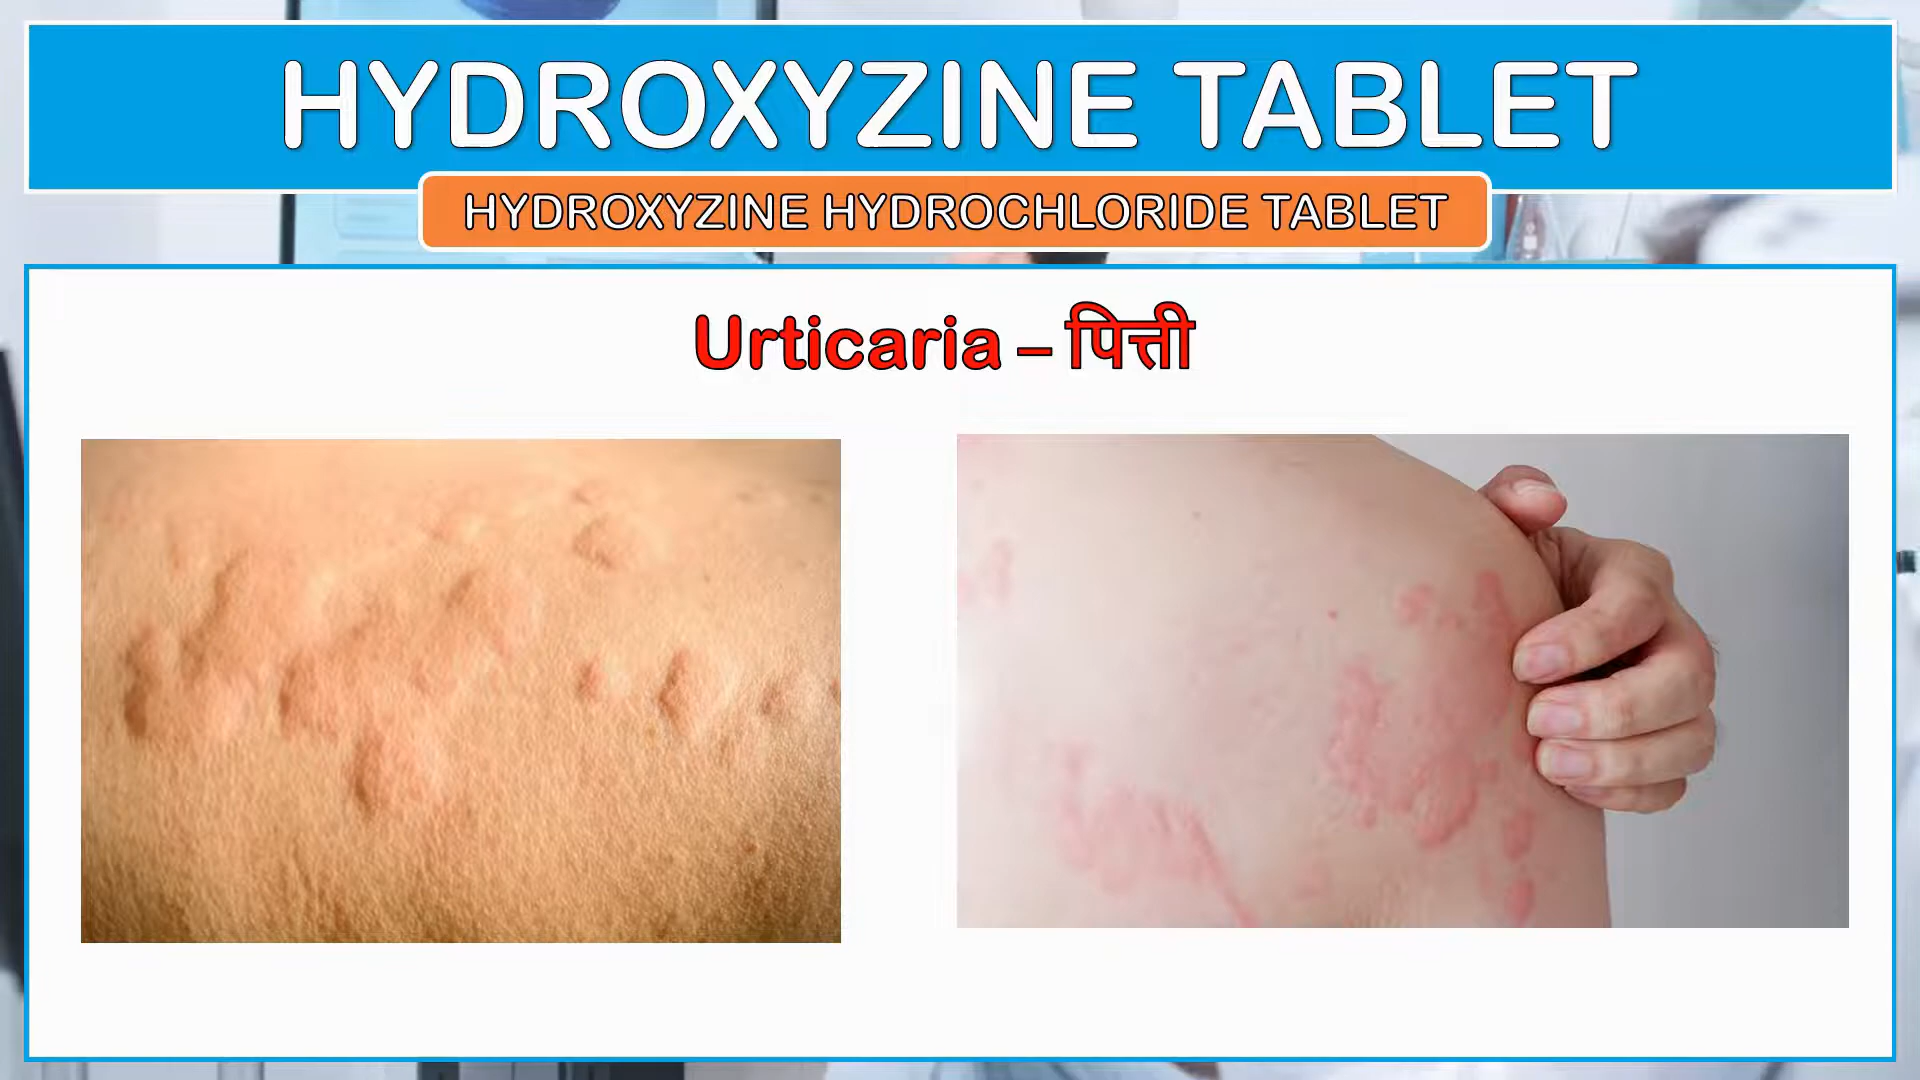 HYDROXYZINE TABLET
HYDROXYZINE HYDROCHLORIDE TABLET
Urticaria – पित्ती